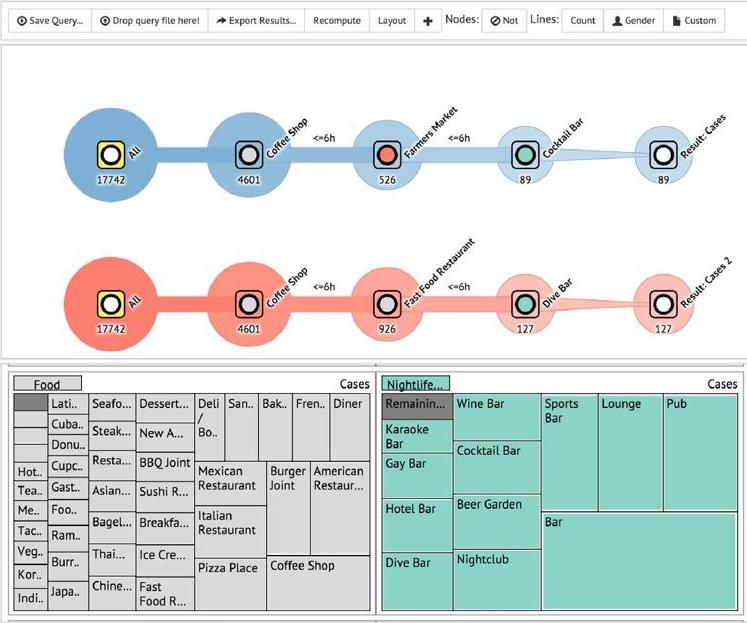 Save Query... Drop query file here! Export Results... Recompute Layout + Nodes: Not Lines: Count Gender Custom
All Coffee Shop <=6h Farmers Market <=6h Cocktail Bar Result: Cases
17742 4601 526 89 89
All Coffee Shop <=6h Fast Food Restaurant <=6h Dive Bar Result: Cases 2
17742 4601 926 127 127
Food Cases
Hot..
Tea..
Me..
Tac..
Veg..
Kor..
Indi..
Lati..
Cuba..
Donu..
Cupc..
Gast..
Foo..
Ram..
Burr..
Japa..
Seafo...
Steak...
Resta...
Asian...
Bagel...
Thai...
Chine...
Dessert...
New A...
BBQ Joint
Sushi R...
Breakfa...
Ice Cre...
Fast
Food R...
Deli
/
Bo..
San..
Bak..
Fren..
Diner
Mexican
Restaurant
Italian
Restaurant
Pizza Place
Burger
Joint
American
Restaur...
Coffee Shop
Nightlife... Cases
Remainin...
Karaoke
Bar
Gay Bar
Hotel Bar
Dive Bar
Wine Bar
Cocktail Bar
Beer Garden
Nightclub
Sports
Bar
Lounge
Pub
Bar